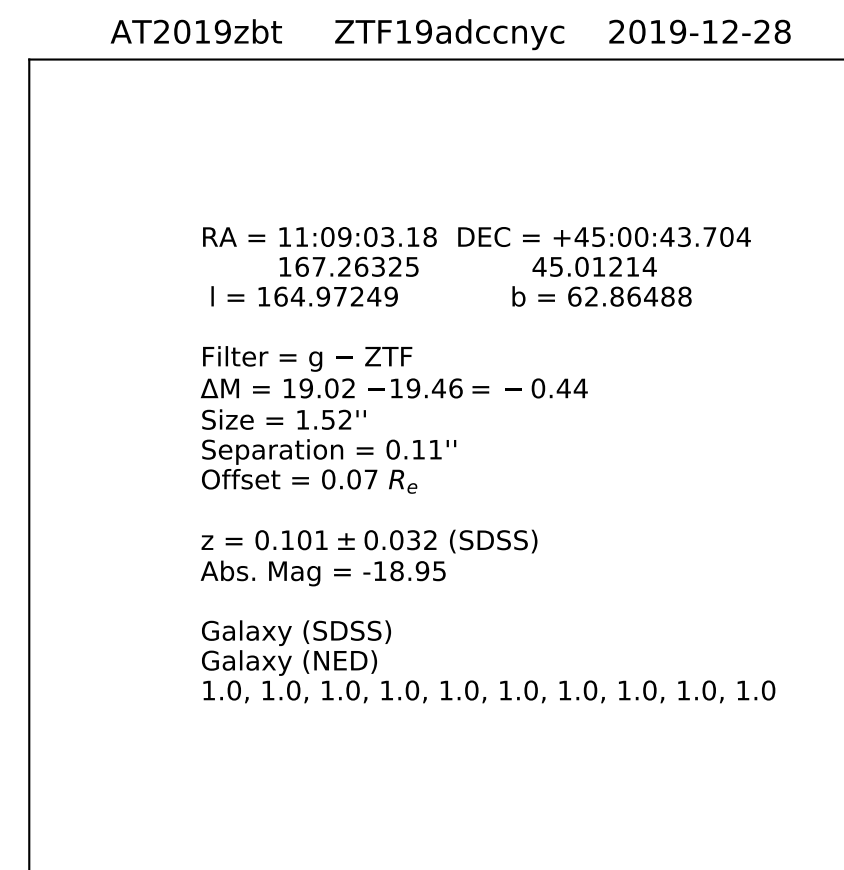 AT2019zbt ZTF19adccnyc 2019-12-28
RA = 11:09:03.18 DEC = +45:00:43.704
167.26325 45.01214
l = 164.97249 b = 62.86488
Filter = g − ZTF
ΔM = 19.02 −19.46 = − 0.44
Size = 1.52''
Separation = 0.11''
Offset = 0.07 Rₑ
z = 0.101 ± 0.032 (SDSS)
Abs. Mag = -18.95
Galaxy (SDSS)
Galaxy (NED)
1.0, 1.0, 1.0, 1.0, 1.0, 1.0, 1.0, 1.0, 1.0, 1.0